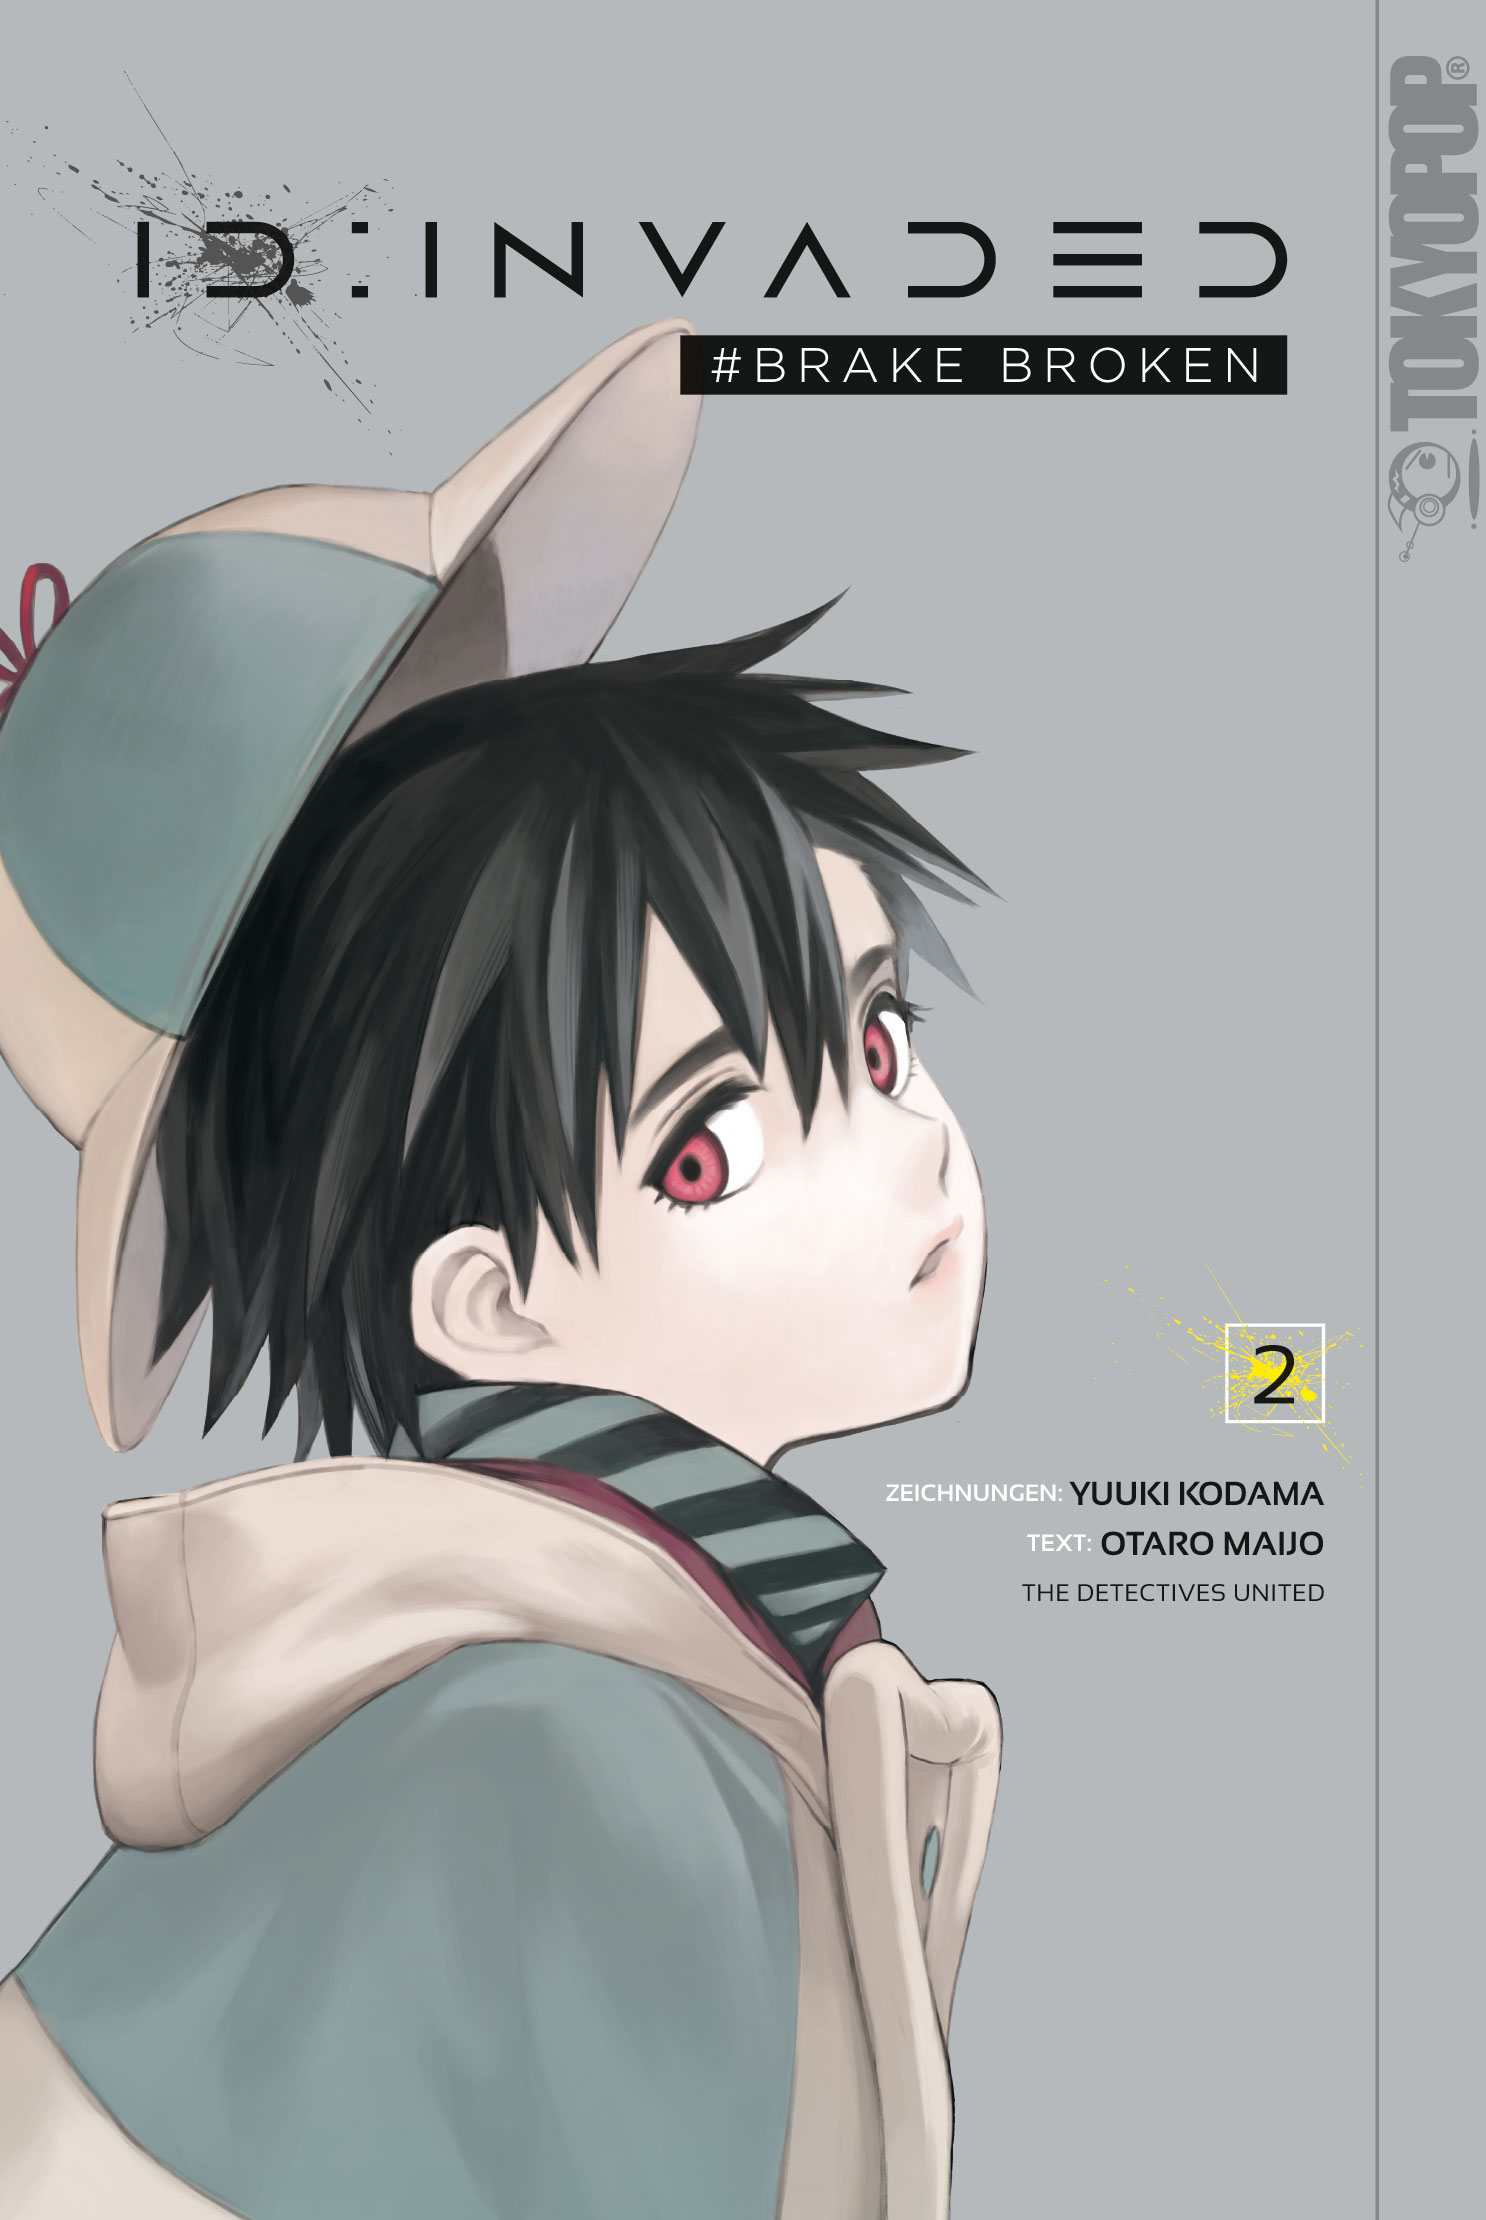 ID:INVADED
#BRAKE BROKEN
TOKYOPOP®
2
ZEICHNUNGEN: YUUKI KODAMA
TEXT: OTARO MAIJO
THE DETECTIVES UNITED